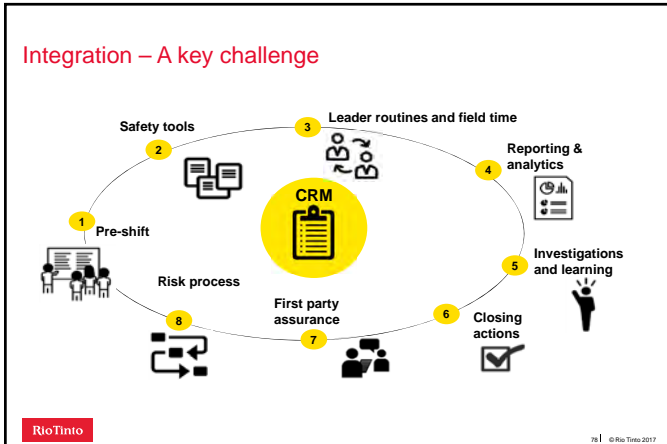 Integration – A key challenge
CRM
1
Pre-shift
2
Safety tools
3
Leader routines and field time
4
Reporting &
analytics
5
Investigations
and learning
6
Closing
actions
7
First party
assurance
8
Risk process
RioTinto
78 | © Rio Tinto 2017